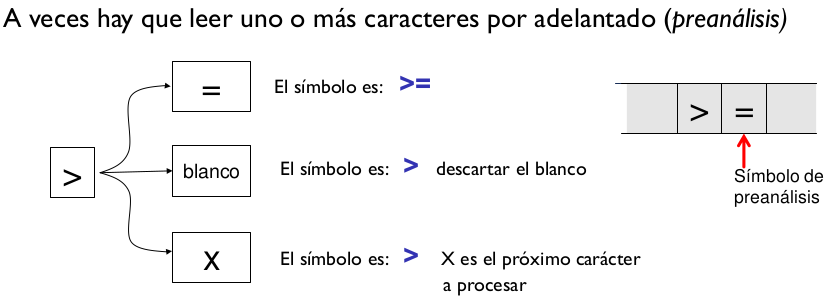 A veces hay que leer uno o más caracteres por adelantado (preanálisis)
=
El símbolo es: >=
>
blanco
El símbolo es: > descartar el blanco
X
El símbolo es: > X es el próximo carácter
a procesar
> =
Símbolo de
preanálisis